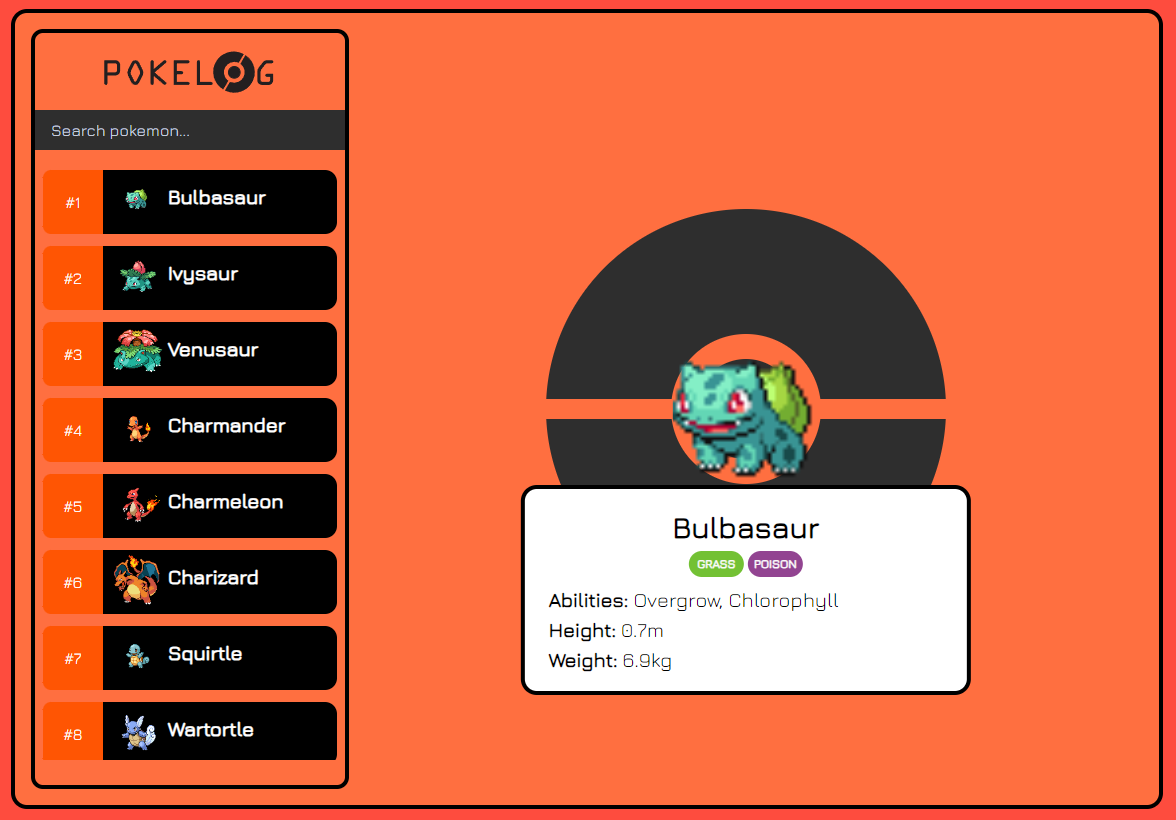 POKELOG
Search pokemon...
#1 Bulbasaur
#2 Ivysaur
#3 Venusaur
#4 Charmander
#5 Charmeleon
#6 Charizard
#7 Squirtle
#8 Wartortle
Bulbasaur
GRASS POISON
Abilities: Overgrow, Chlorophyll
Height: 0.7m
Weight: 6.9kg